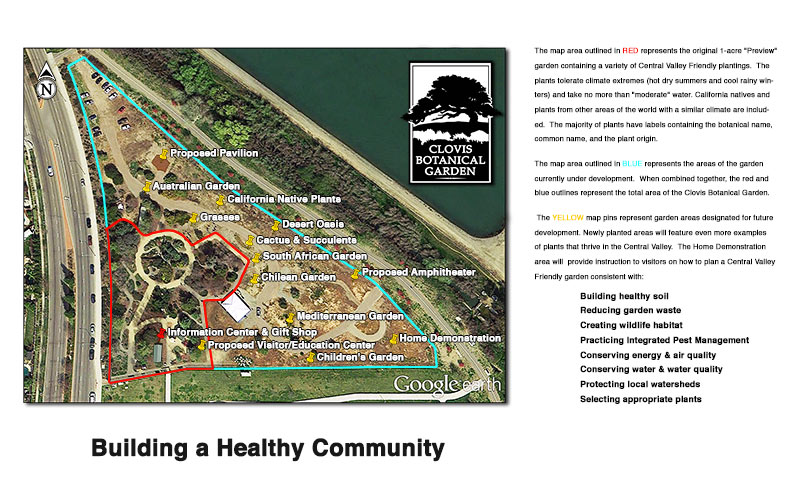 N
CLOVIS
BOTANICAL
GARDEN
Proposed Pavilion
Australian Garden
California Native Plants
Grasses
Desert Oasis
Cactus & Succulents
South African Garden
Proposed Amphitheater
Chilean Garden
Mediterranean Garden
Information Center & Gift Shop
Home Demonstration
Proposed Visitor/Education Center
Children's Garden
Google earth
Building a Healthy Community
The map area outlined in RED represents the original 1-acre "Preview"
garden containing a variety of Central Valley Friendly plantings. The
plants tolerate climate extremes (hot dry summers and cool rainy win-
ters) and take no more than "moderate" water. California natives and
plants from other areas of the world with a similar climate are includ-
ed. The majority of plants have labels containing the botanical name,
common name, and the plant origin.
The map area outlined in BLUE represents the areas of the garden
currently under development. When combined together, the red and
blue outlines represent the total area of the Clovis Botanical Garden.
The YELLOW map pins represent garden areas designated for future
development. Newly planted areas will feature even more examples
of plants that thrive in the Central Valley. The Home Demonstration
area will provide instruction to visitors on how to plan a Central Valley
Friendly garden consistent with:
Building healthy soil
Reducing garden waste
Creating wildlife habitat
Practicing Integrated Pest Management
Conserving energy & air quality
Conserving water & water quality
Protecting local watersheds
Selecting appropriate plants